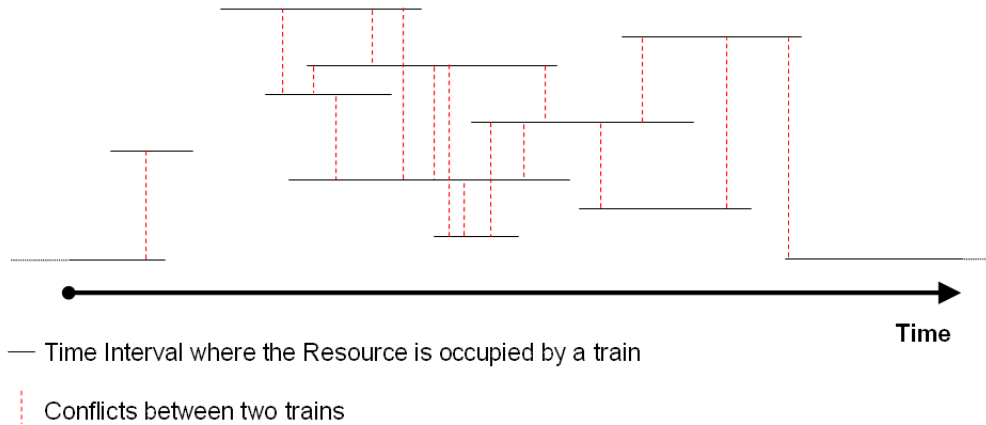 Time
Time Interval where the Resource is occupied by a train
Conflicts between two trains